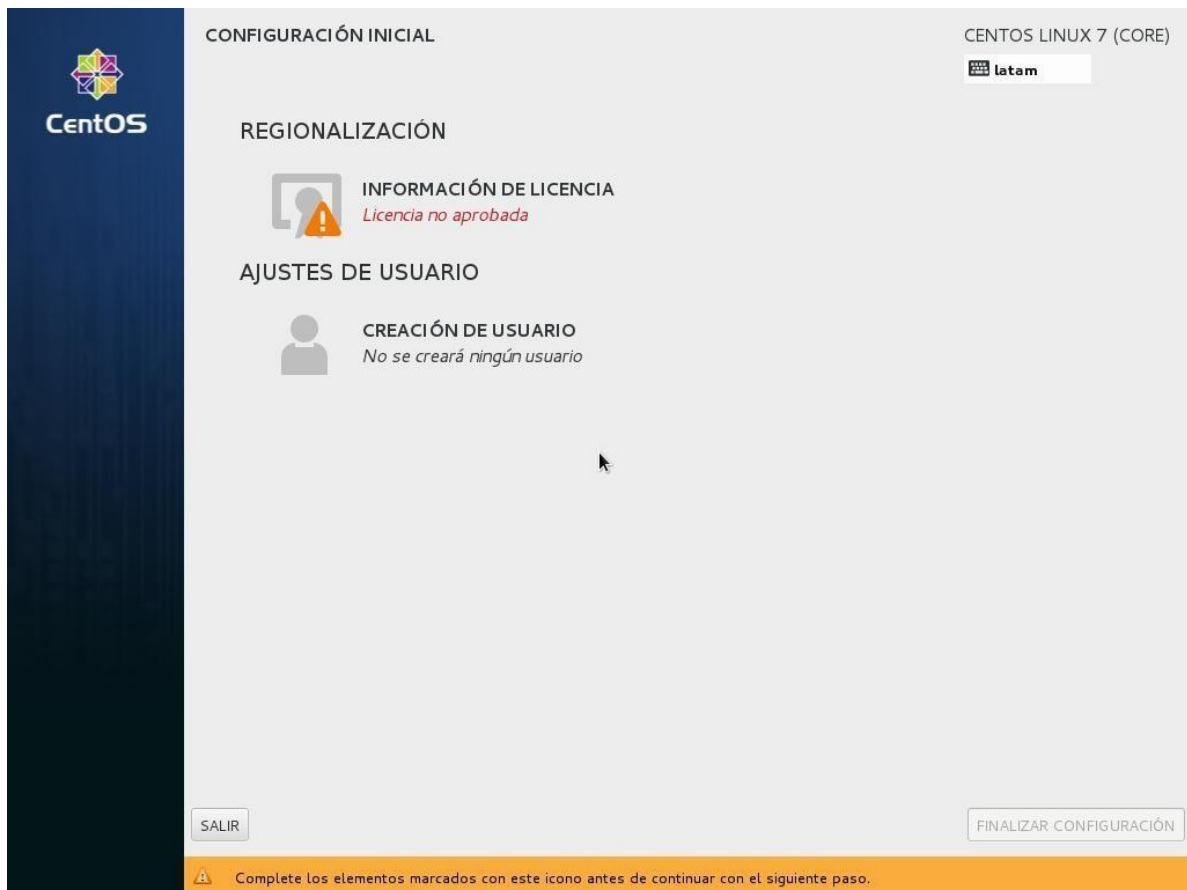 CONFIGURACIÓN INICIAL
CENTOS LINUX 7 (CORE)
latam
CentOS
REGIONALIZACIÓN
INFORMACIÓN DE LICENCIA
Licencia no aprobada
AJUSTES DE USUARIO
CREACIÓN DE USUARIO
No se creará ningún usuario
SALIR
FINALIZAR CONFIGURACIÓN
Complete los elementos marcados con este icono antes de continuar con el siguiente paso.